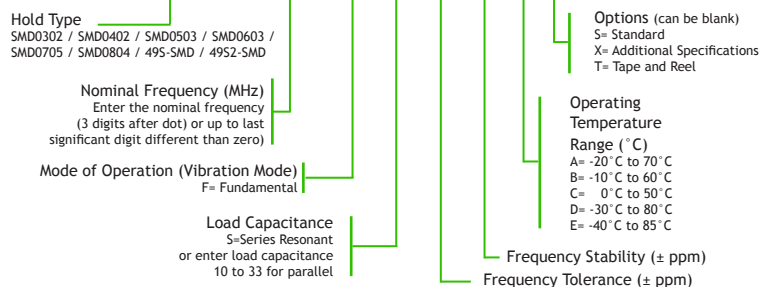 Hold Type
SMD0302 / SMD0402 / SMD0503 / SMD0603 /
SMD0705 / SMD0804 / 49S-SMD / 49S2-SMD
Nominal Frequency (MHz)
Enter the nominal frequency
(3 digits after dot) or up to last
significant digit different than zero)
Mode of Operation (Vibration Mode)
F= Fundamental
Load Capacitance
S=Series Resonant
or enter load capacitance
10 to 33 for parallel
Options (can be blank)
S= Standard
X= Additional Specifications
T= Tape and Reel
Operating
Temperature
Range (°C)
A= -20°C to 70°C
B= -10°C to 60°C
C= 0°C to 50°C
D= -30°C to 80°C
E= -40°C to 85°C
Frequency Stability (± ppm)
Frequency Tolerance (± ppm)